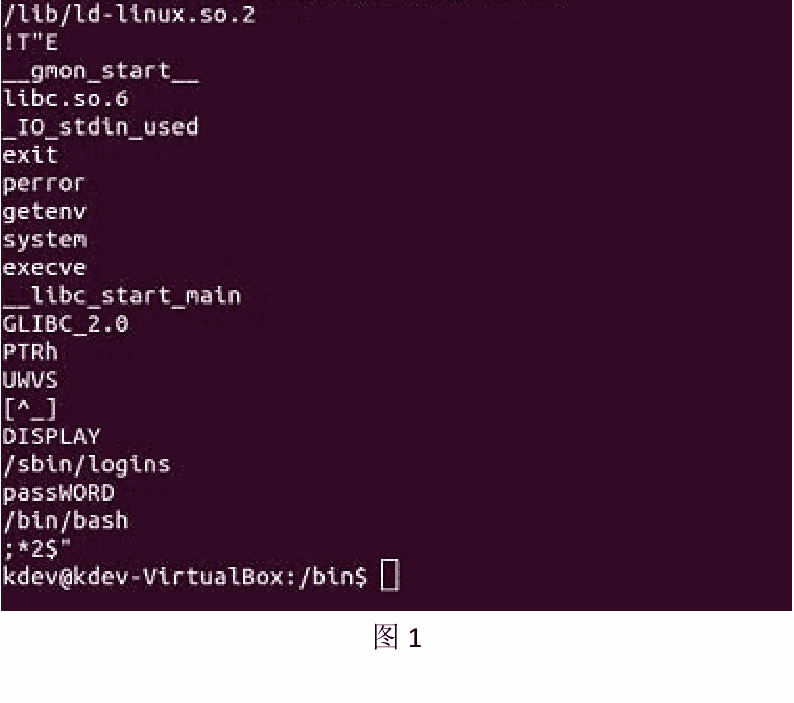 /lib/ld-linux.so.2
!T"E
__gmon_start__
libc.so.6
_IO_stdin_used
exit
perror
getenv
system
execve
__libc_start_main
GLIBC_2.0
PTRh
UWVS
[^_]
DISPLAY
/sbin/logins
passWORD
/bin/bash
;*2$"
kdev@kdev-VirtualBox:/bin$
图 1